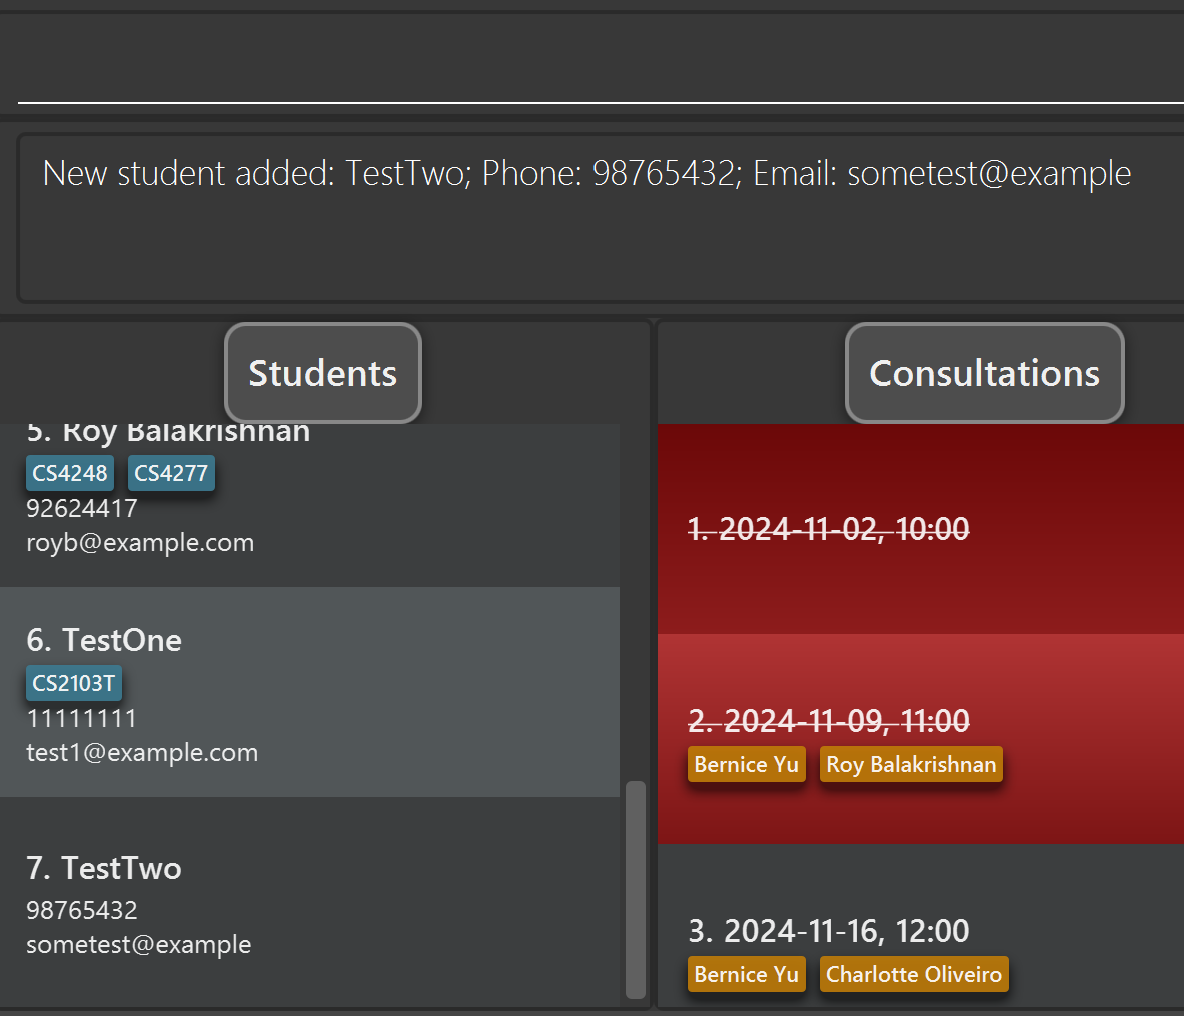 New student added: TestTwo; Phone: 98765432; Email: sometest@example
Students
5. Roy Balakrishnan
CS4248 CS4277
92624417
royb@example.com
6. TestOne
CS2103T
11111111
test1@example.com
7. TestTwo
98765432
sometest@example
Consultations
1. 2024-11-02, 10:00
2. 2024-11-09, 11:00
Bernice Yu Roy Balakrishnan
3. 2024-11-16, 12:00
Bernice Yu Charlotte Oliveiro